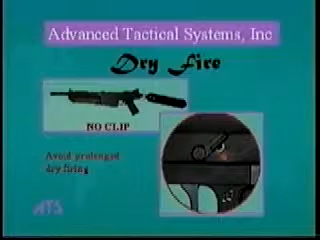 Advanced Tactical Systems, Inc
Dry Fire
NO CLIP
Avoid prolonged
dry firing
ATS